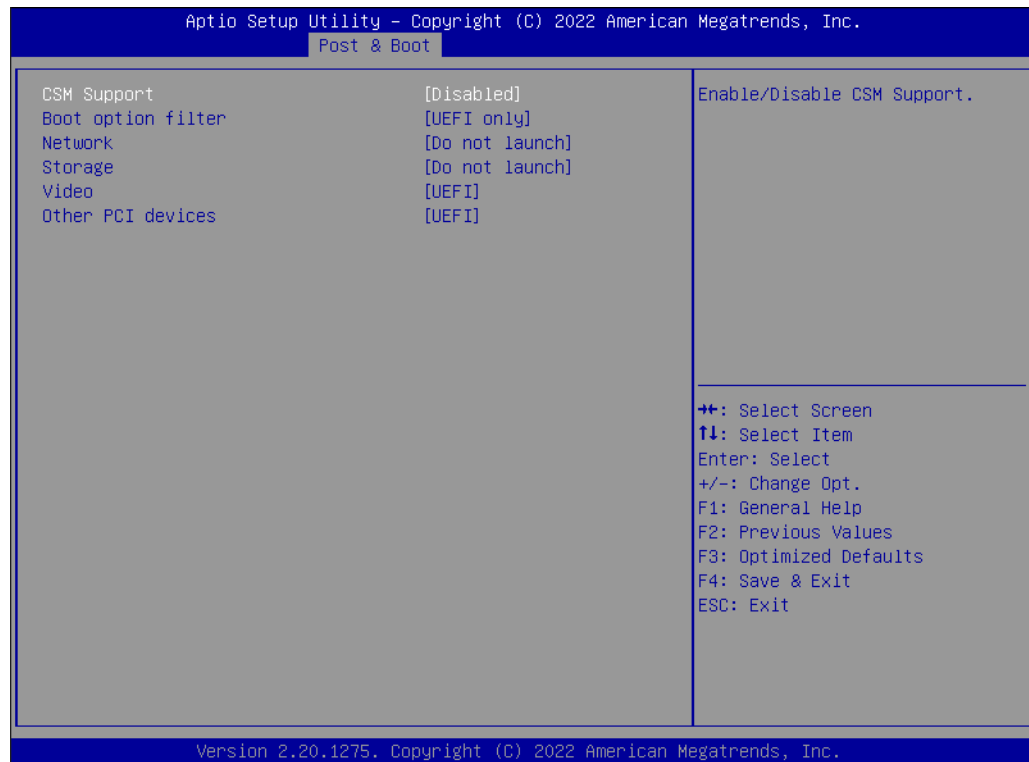 Aptio Setup Utility – Copyright (C) 2022 American Megatrends, Inc.
Post & Boot
CSM Support [Disabled]
Boot option filter [UEFI only]
Network [Do not launch]
Storage [Do not launch]
Video [UEFI]
Other PCI devices [UEFI]
Enable/Disable CSM Support.
→←: Select Screen
↑↓: Select Item
Enter: Select
+/-: Change Opt.
F1: General Help
F2: Previous Values
F3: Optimized Defaults
F4: Save & Exit
ESC: Exit
Version 2.20.1275. Copyright (C) 2022 American Megatrends, Inc.